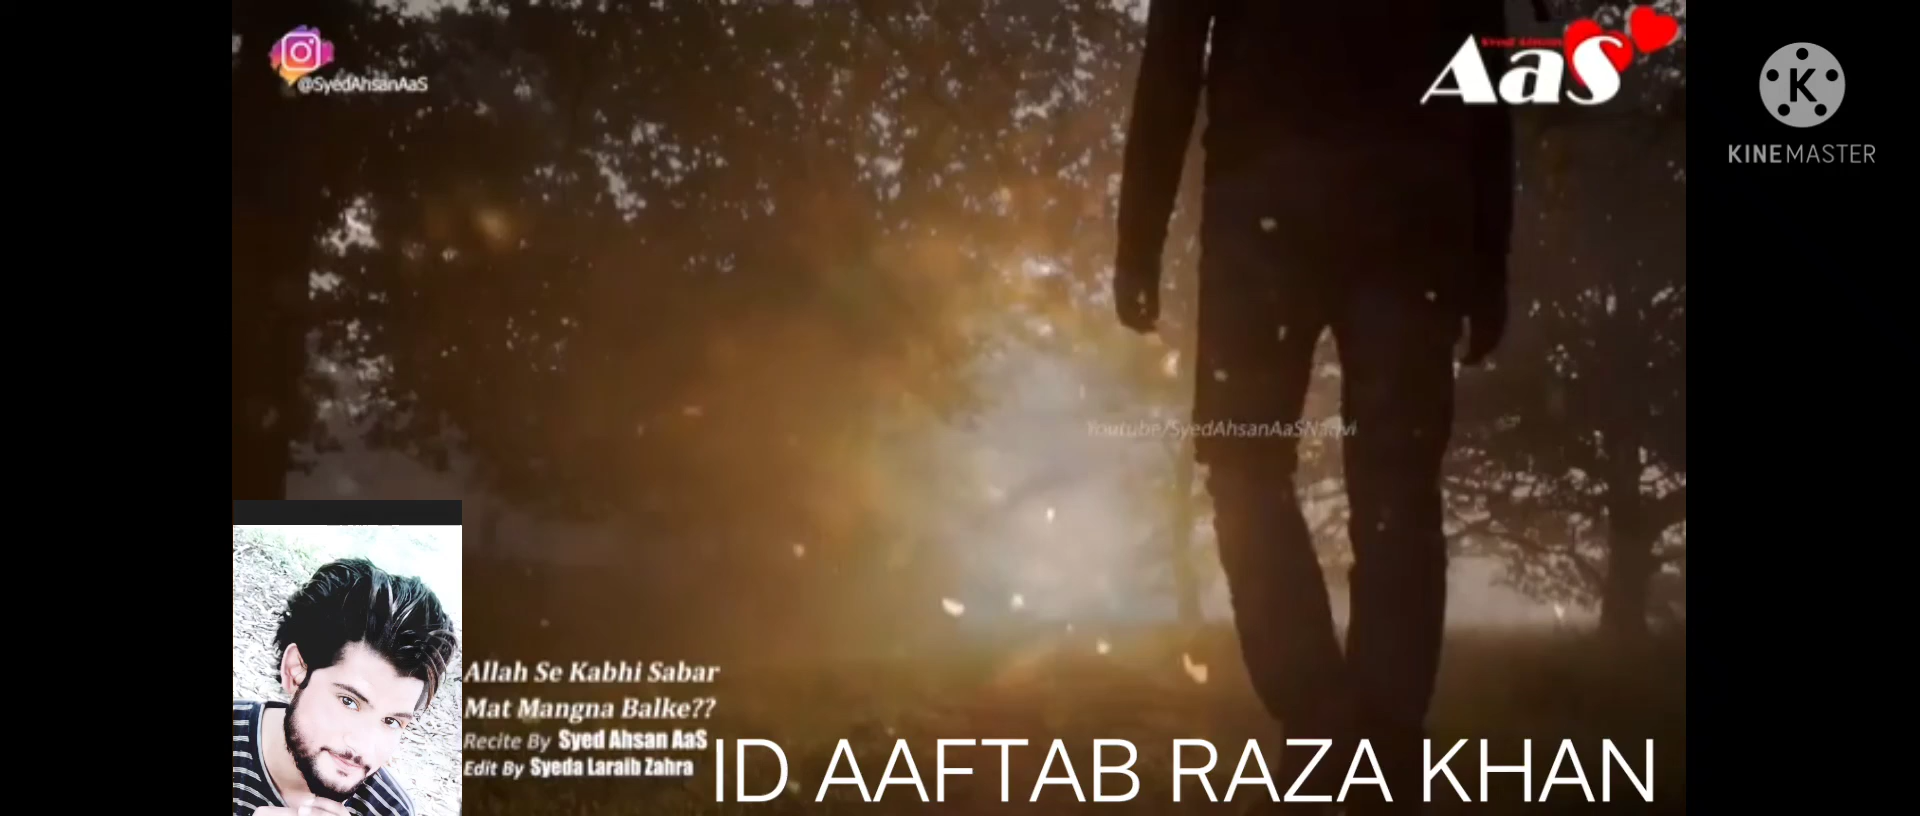 @SyedAhsanAaS
AaS
K
KINEMASTER
Youtube/SyedAhsanAaSNaqvi
Allah Se Kabhi Sabar
Mat Mangna Balke??
Recite By Syed Ahsan AaS
Edit By Syeda Laraib Zahra
ID AAFTAB RAZA KHAN